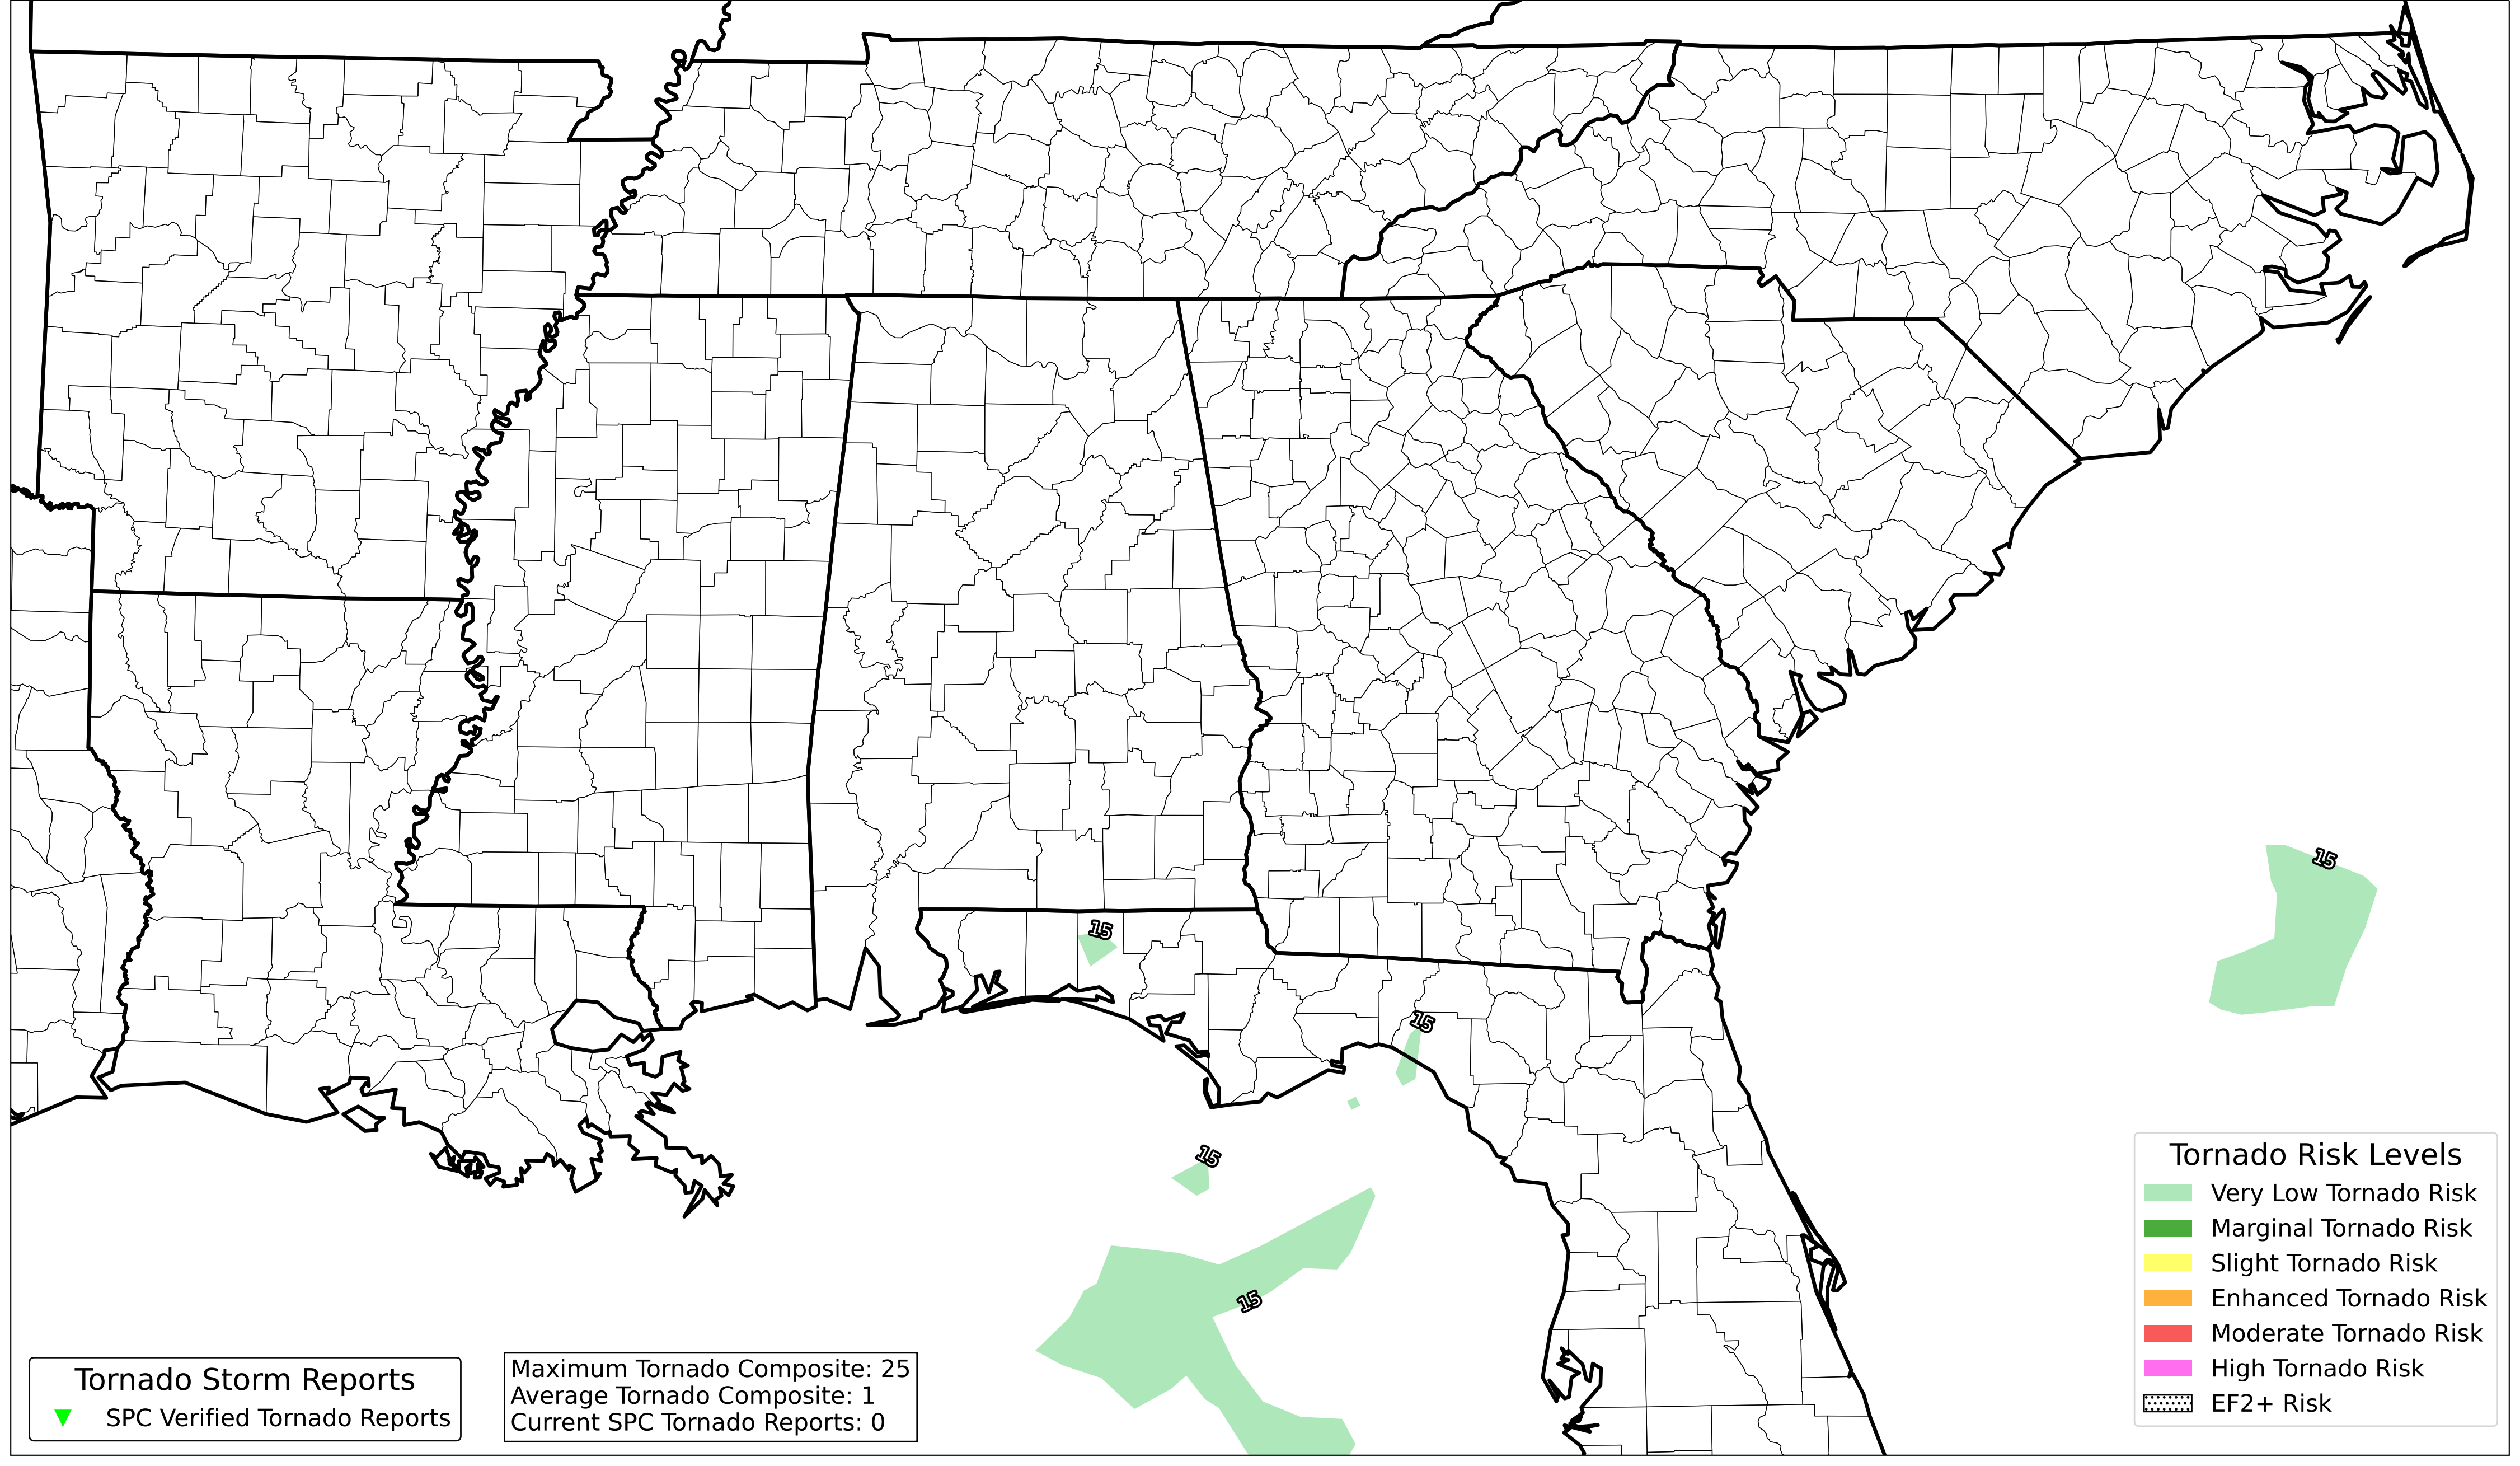 15
15
15
15
15
Tornado Risk Levels
Very Low Tornado Risk
Marginal Tornado Risk
Slight Tornado Risk
Enhanced Tornado Risk
Moderate Tornado Risk
High Tornado Risk
EF2+ Risk
Tornado Storm Reports
SPC Verified Tornado Reports
Maximum Tornado Composite: 25
Average Tornado Composite: 1
Current SPC Tornado Reports: 0